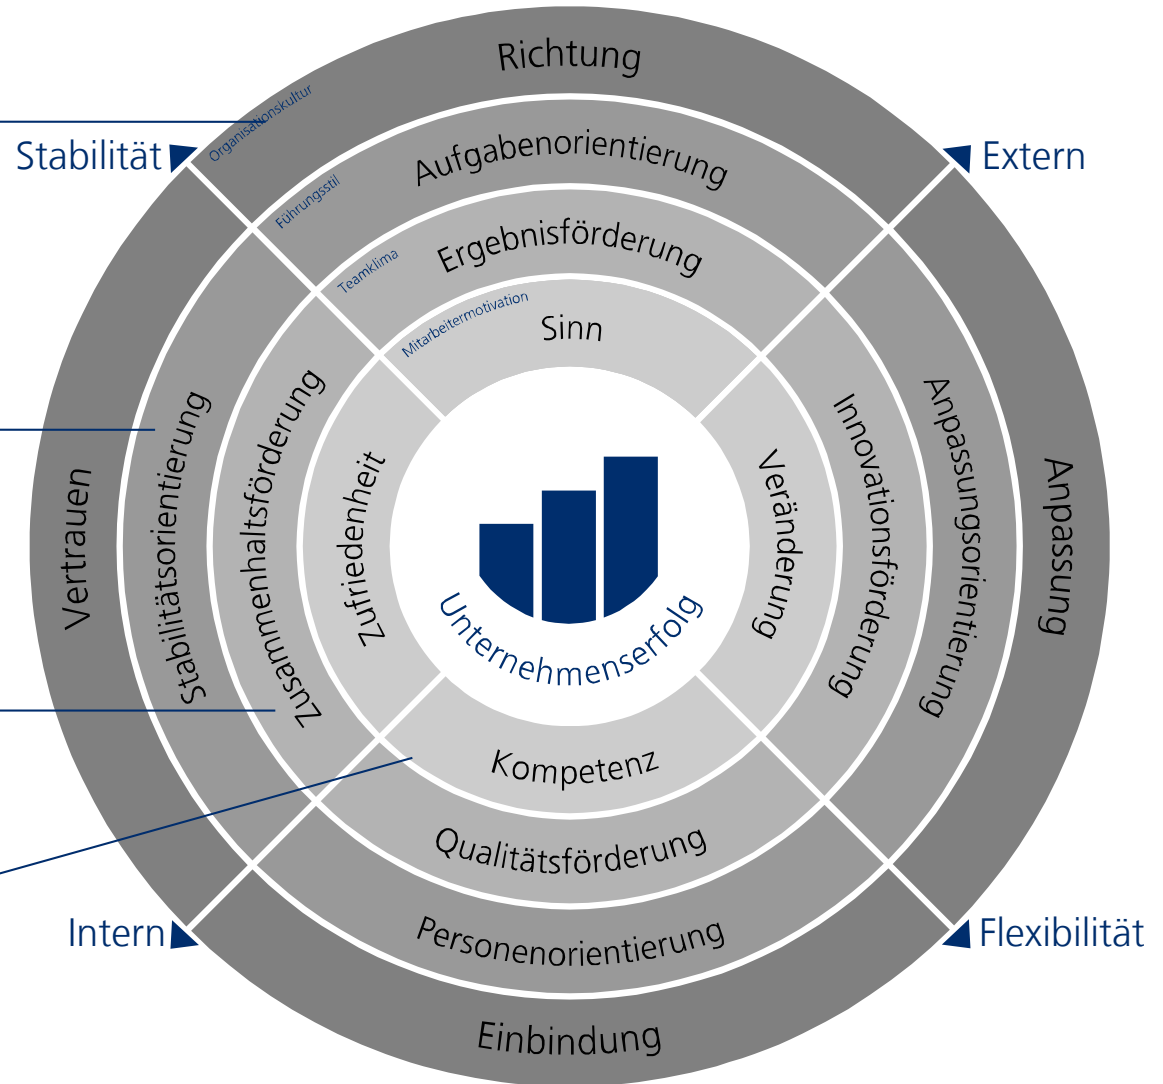 Richtung
Organisationskultur
Stabilität
Extern
Aufgabenorientierung
Führungsstil
Ergebnisförderung
Teamklima
Mitarbeitermotivation
Sinn
Vertrauen
Stabilitätsorientierung
Zusammenhaltsförderung
Zufriedenheit
Unternehmenserfolg
Veränderung
Innovationsförderung
Anpassungsorientierung
Anpassung
Kompetenz
Qualitätsförderung
Personenorientierung
Intern
Flexibilität
Einbindung